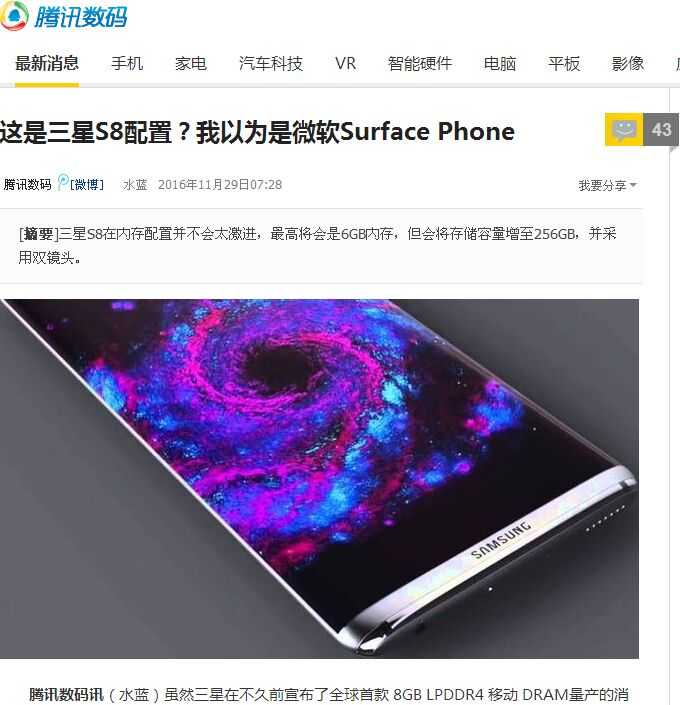 腾讯数码
最新消息 手机 家电 汽车科技 VR 智能硬件 电脑 平板 影像
这是三星S8配置？我以为是微软Surface Phone
43
腾讯数码 [微博] 水蓝 2016年11月29日07:28 我要分享
[摘要]三星S8在内存配置并不会太激进，最高将会是6GB内存，但会将存储容量增至256GB，并采
用双镜头。
SAMSUNG
腾讯数码讯（水蓝）虽然三星在不久前宣布了全球首款 8GB LPDDR4 移动 DRAM量产的消